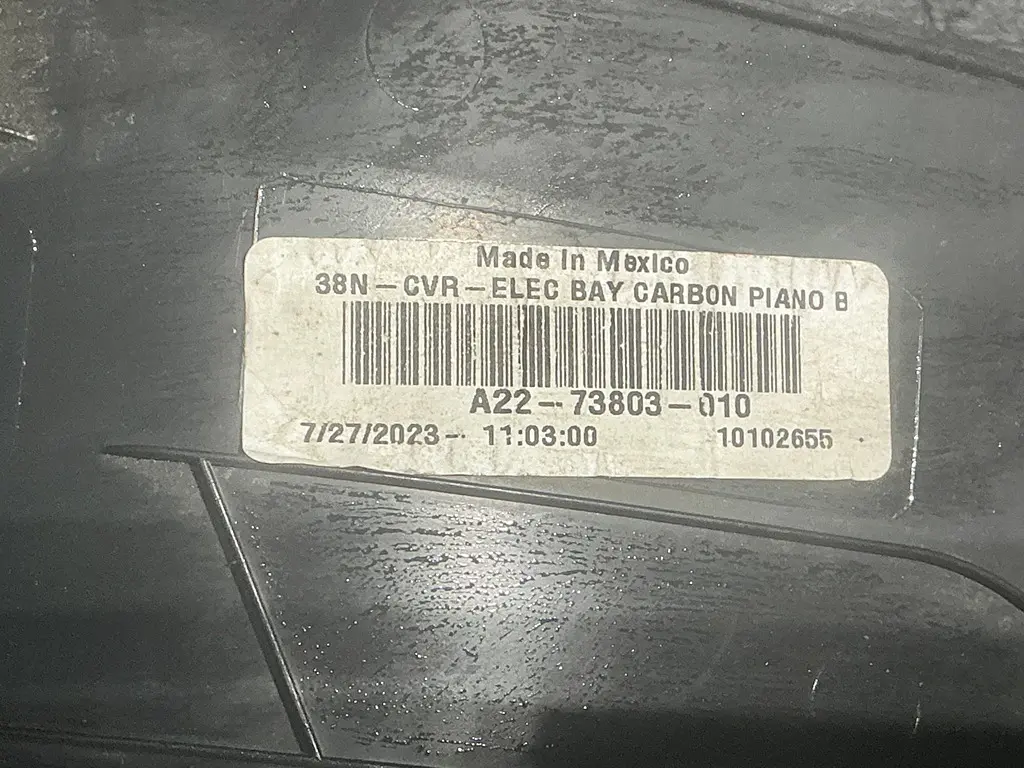 Made In Mexico
38N-CVR-ELEC BAY CARBON PIANO B
A22-73803-010
7/27/2023- 11:03:00 10102655